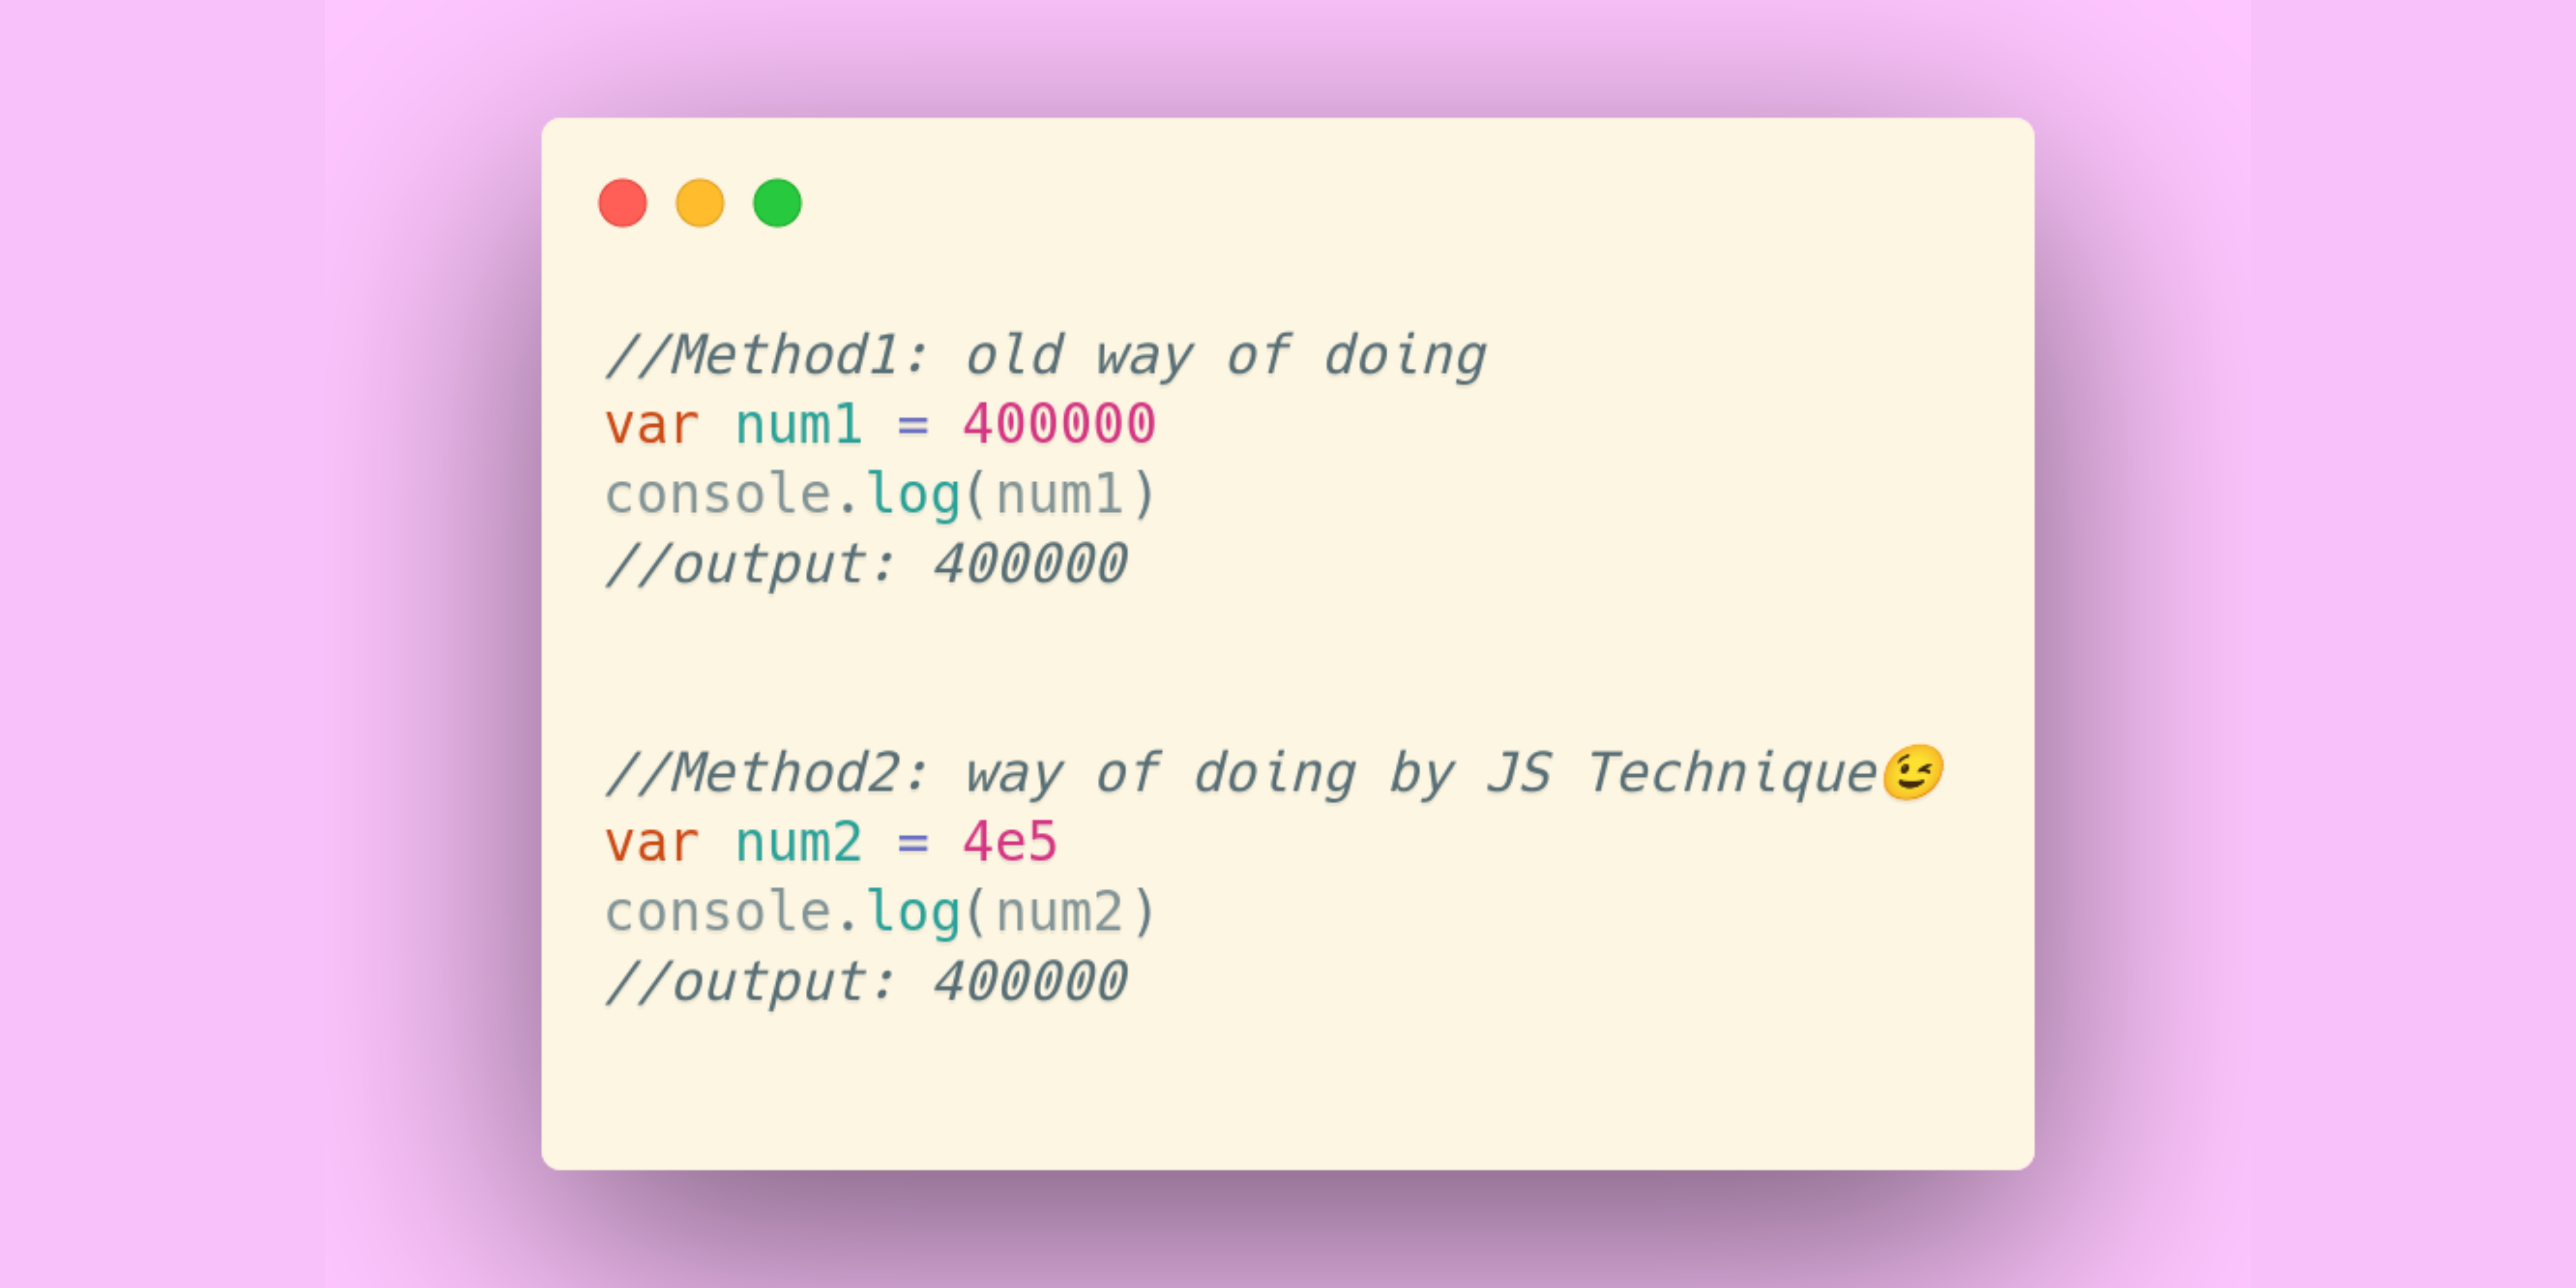 //Method1: old way of doing
var num1 = 400000
console.log(num1)
//output: 400000
//Method2: way of doing by JS Technique😉
var num2 = 4e5
console.log(num2)
//output: 400000